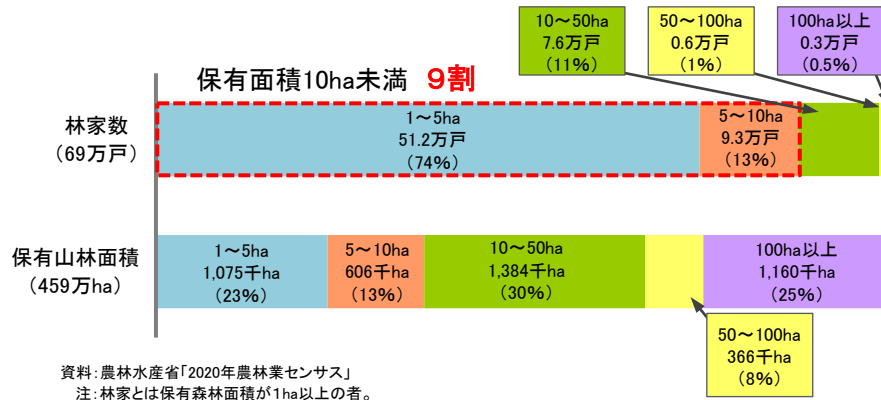 10～50ha
7.6万戸
(11%)
50～100ha
0.6万戸
(1%)
100ha以上
0.3万戸
(0.5%)
保有面積10ha未満 9割
林家数
(69万戸)
1～5ha
51.2万戸
(74%)
5～10ha
9.3万戸
(13%)
保有山林面積
(459万ha)
1～5ha
1,075千ha
(23%)
5～10ha
606千ha
(13%)
10～50ha
1,384千ha
(30%)
100ha以上
1,160千ha
(25%)
50～100ha
366千ha
(8%)
資料：農林水産省「2020年農林業センサス」
注：林家とは保有森林面積が1ha以上の者。